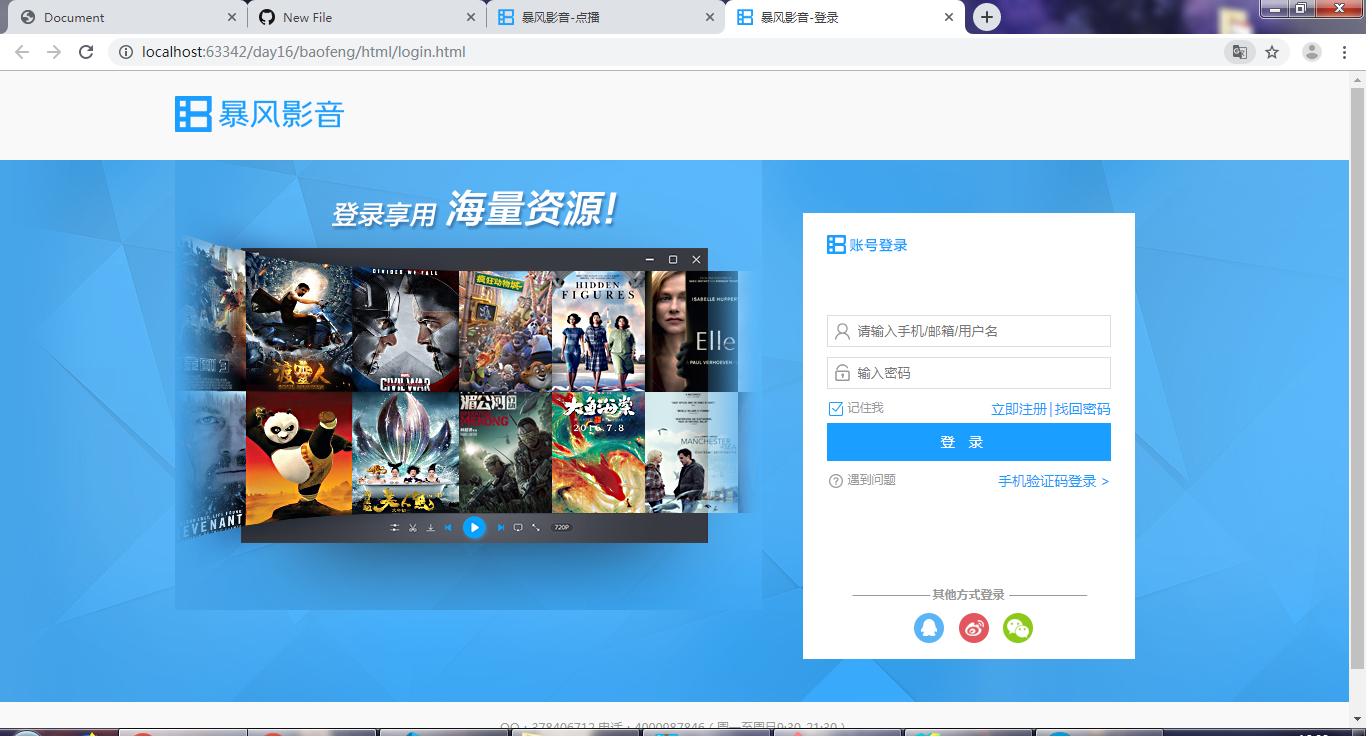 Document
New File
暴风影音-点播
暴风影音-登录
localhost:63342/day16/baofeng/html/login.html
暴风影音
登录享用 海量资源!
DIVIDED WE FALL
疯狂动物城
HIDDEN FIGURES
ISABELLE HUPPERT
Elle
PAUL VERHOEVEN
渡灵人
CIVIL WAR
湄公河
MEKONG
大鱼海棠
2016.7.8
MANCHESTER
美人鱼
EVENANT
720P
账号登录
请输入手机/邮箱/用户名
输入密码
记住我
立即注册|找回密码
登 录
遇到问题
手机验证码登录 >
其他方式登录
QQ：378406712 电话：4000987846 ( 周一至周日9:30-21:30 )